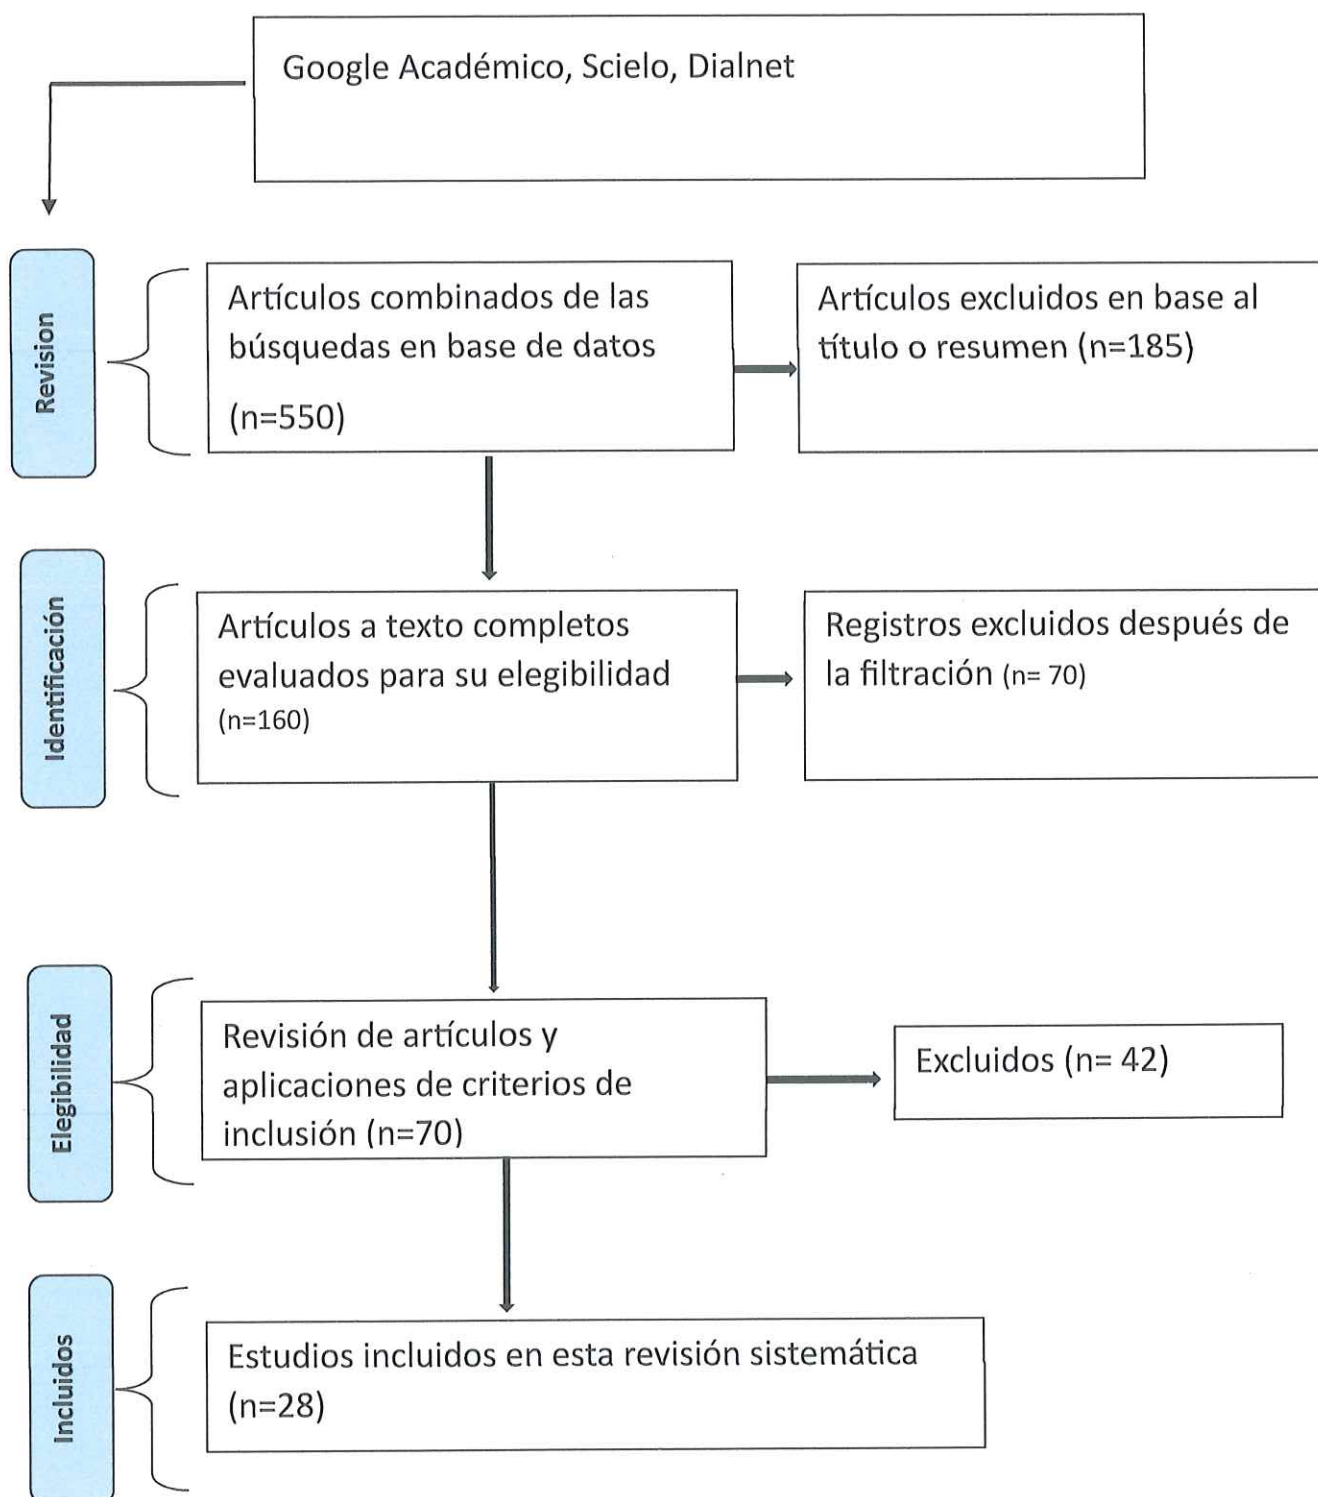 Google Académico, Scielo, Dialnet
Revision
Artículos combinados de las
búsquedas en base de datos
(n=550)
Artículos excluidos en base al
título o resumen (n=185)
Identificación
Artículos a texto completos
evaluados para su elegibilidad
(n=160)
Registros excluidos después de
la filtración (n= 70)
Elegibilidad
Revisión de artículos y
aplicaciones de criterios de
inclusión (n=70)
Excluidos (n= 42)
Incluidos
Estudios incluidos en esta revisión sistemática
(n=28)